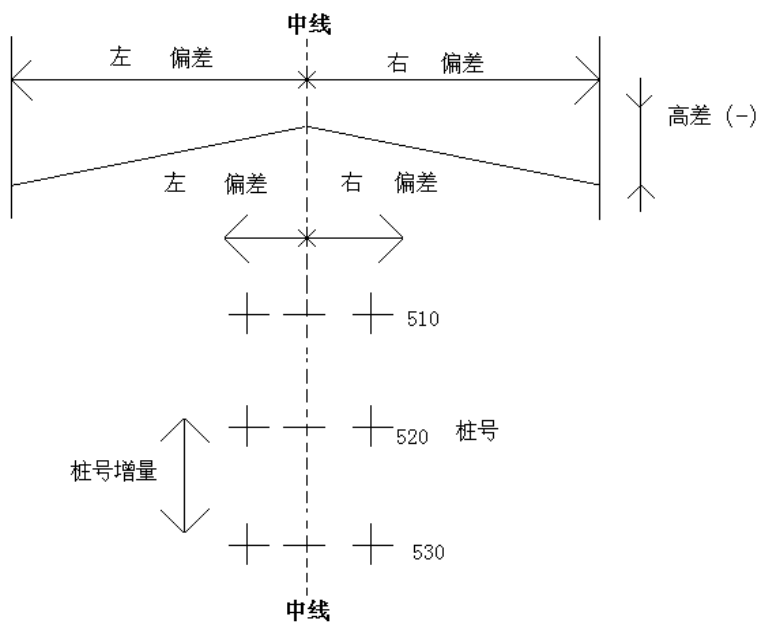 中线
左 偏差
右 偏差
高差 (-)
左 偏差
右 偏差
510
520 桩号
桩号增量
530
中线